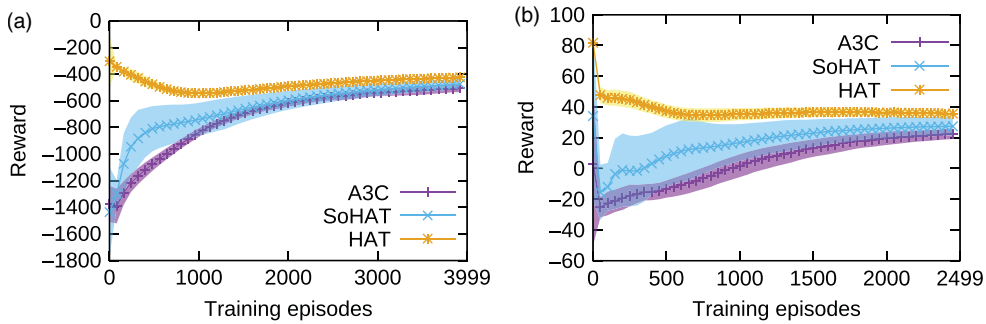 (a)
Reward
0
−200
−400
−600
−800
−1000
−1200
−1400
−1600
−1800
A3C
SoHAT
HAT
0 1000 2000 3000 3999
Training episodes
(b)
Reward
100
80
60
40
20
0
−20
−40
−60
A3C
SoHAT
HAT
0 500 1000 1500 2000 2499
Training episodes